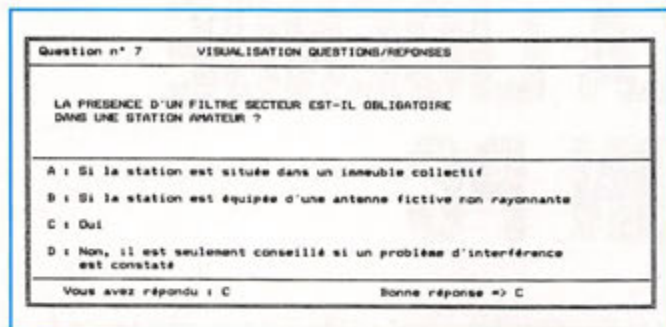 Question n° 7 VISUALISATION QUESTIONS/REPONSES
LA PRESENCE D'UN FILTRE SECTEUR EST-IL OBLIGATOIRE
DANS UNE STATION AMATEUR ?
A : Si la station est située dans un immeuble collectif
B : Si la station est équipée d'une antenne fictive non rayonnante
C : Oui
D : Non, il est seulement conseillé si un problème d'interférence
est constaté
Vous avez répondu : C Bonne réponse => C